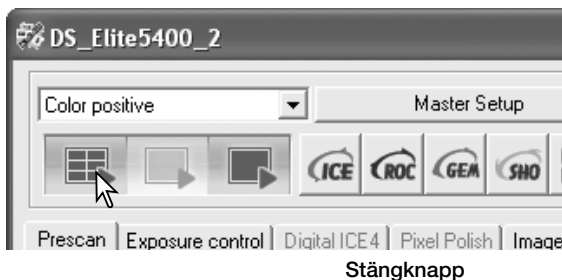 DS_Elite5400_2
Color positive Master Setup
ICE ROC GEM SHO
Prescan Exposure control Digital ICE4 Pixel Polish Image
Stängknapp